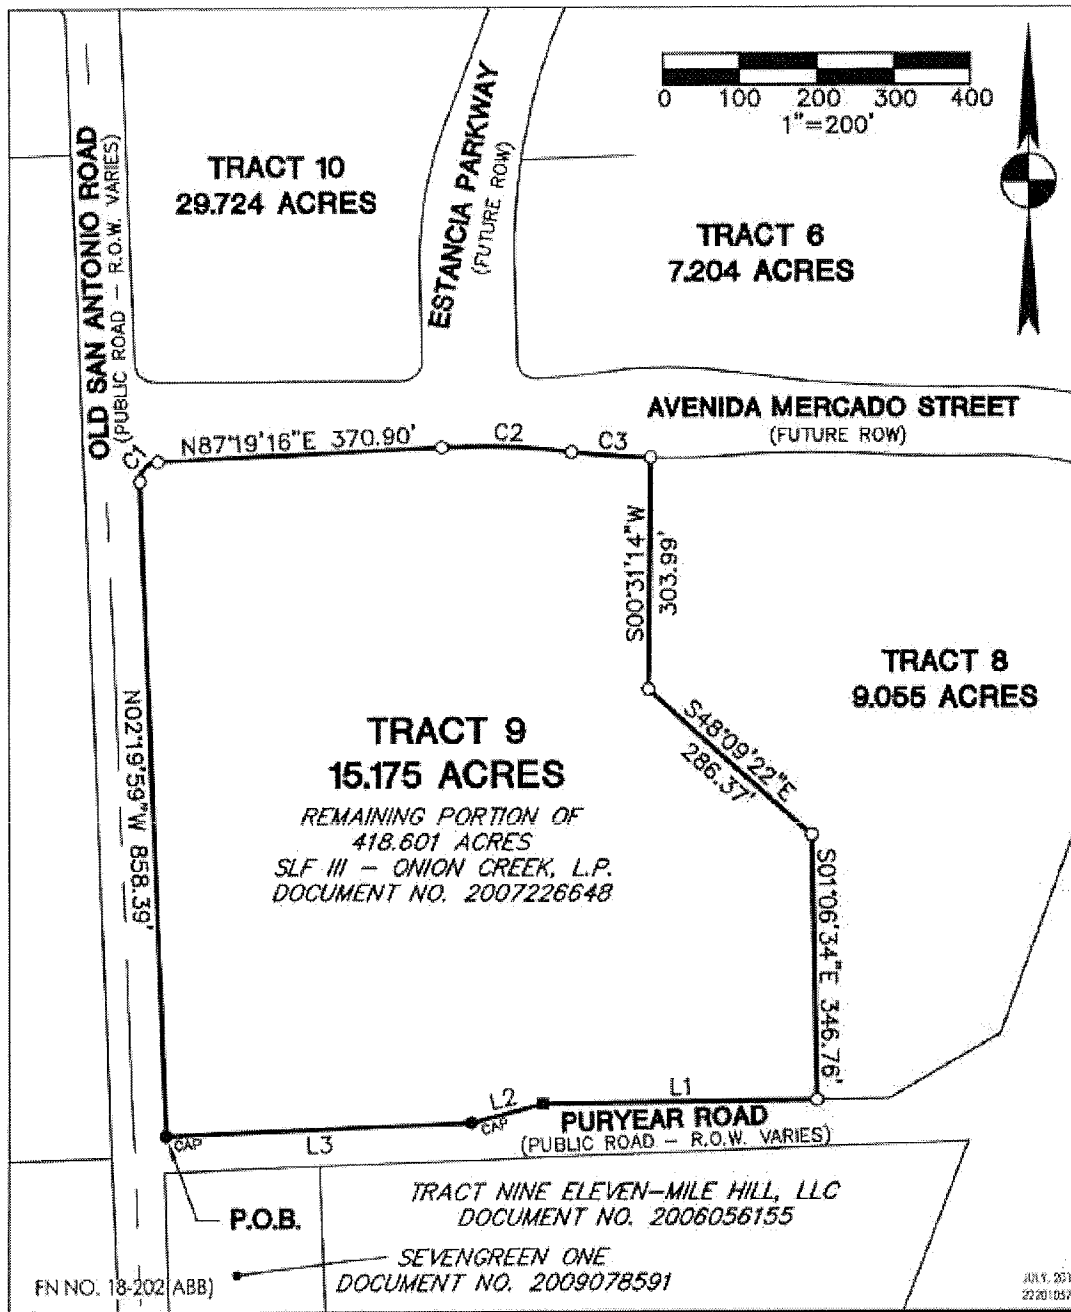 0 100 200 300 400
1"=200'
OLD SAN ANTONIO ROAD
(PUBLIC ROAD – R.O.W. VARIES)
TRACT 10
29.724 ACRES
ESTANCIA PARKWAY
(FUTURE ROW)
TRACT 6
7.204 ACRES
AVENIDA MERCADO STREET
(FUTURE ROW)
C1
N87°19'16"E 370.90'
C2
C3
S00°31'14"W
303.99'
TRACT 8
9.055 ACRES
S48°09'22"E
286.37'
N02°19'59"W 858.39'
TRACT 9
15.175 ACRES
REMAINING PORTION OF
418.601 ACRES
SLF III – ONION CREEK, L.P.
DOCUMENT NO. 2007226648
S01°06'34"E 346.76'
L1
L2
CAP
L3
CAP
PURYEAR ROAD
(PUBLIC ROAD – R.O.W. VARIES)
P.O.B.
TRACT NINE ELEVEN–MILE HILL, LLC
DOCUMENT NO. 2006056155
SEVENGREEN ONE
DOCUMENT NO. 2009078591
FN NO. 18-202(ABB)
JULY, 201